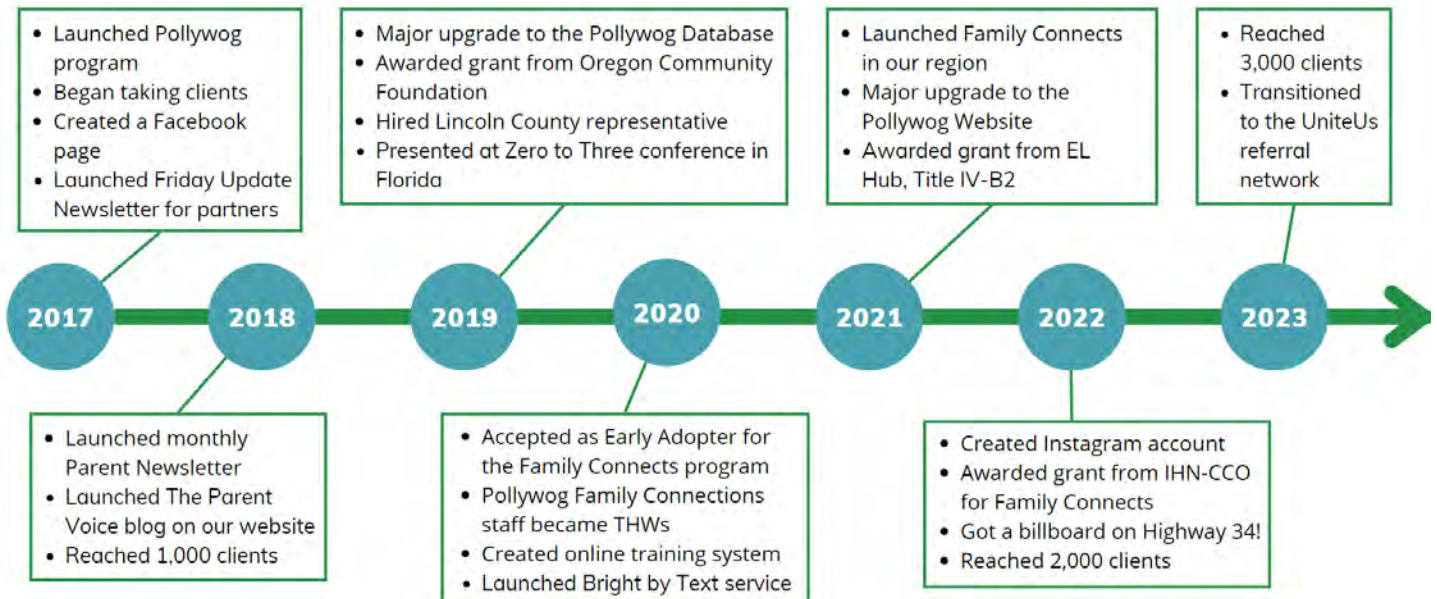 • Launched Pollywog
program
• Began taking clients
• Created a Facebook
page
• Launched Friday Update
Newsletter for partners
• Major upgrade to the Pollywog Database
• Awarded grant from Oregon Community
Foundation
• Hired Lincoln County representative
• Presented at Zero to Three conference in
Florida
• Launched Family Connects
in our region
• Major upgrade to the
Pollywog Website
• Awarded grant from EL
Hub, Title IV-B2
• Reached
3,000 clients
• Transitioned
to the UniteUs
referral
network
2017
2018
2019
2020
2021
2022
2023
• Launched monthly
Parent Newsletter
• Launched The Parent
Voice blog on our website
• Reached 1,000 clients
• Accepted as Early Adopter for
the Family Connects program
• Pollywog Family Connections
staff became THWs
• Created online training system
• Launched Bright by Text service
• Created Instagram account
• Awarded grant from IHN-CCO
for Family Connects
• Got a billboard on Highway 34!
• Reached 2,000 clients